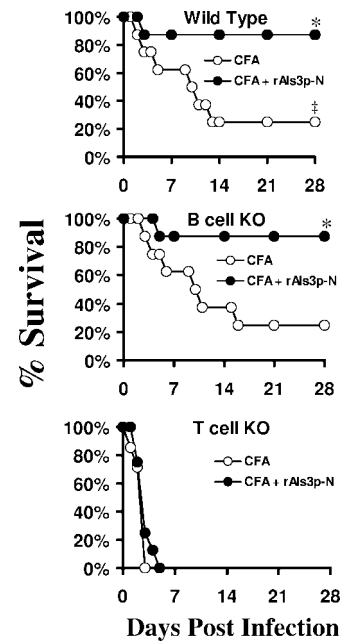 Wild Type
100%
80%
60%
40%
20%
0%
*
CFA
CFA + rAls3p-N
‡
0 7 14 21 28
B cell KO
100%
80%
60%
40%
20%
0%
*
CFA
CFA + rAls3p-N
0 7 14 21 28
% Survival
T cell KO
100%
80%
60%
40%
20%
0%
CFA
CFA + rAls3p-N
0 7 14 21 28
Days Post Infection